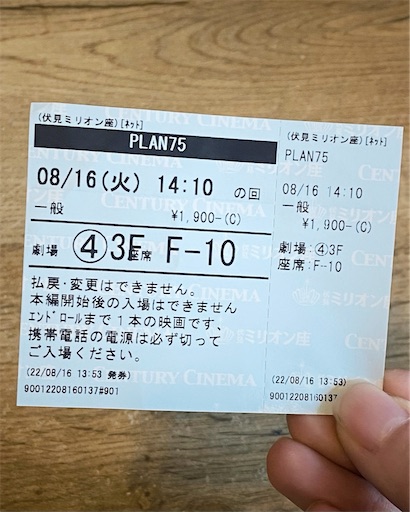 (伏見ミリオン座)[ネット]
PLAN75
08/16(火) 14:10 の回
一般
¥1,900-(C)
劇場 ④3F 座席 F-10
払戻・変更はできません。
本編開始後の入場はできません
エンドロールまで1本の映画です、
携帯電話の電源は必ず切って
ご入場ください。
(22/08/16 13:53 発券)
90012208160137#901
(伏見ミリオン座)[ネット]
PLAN75
08/16 14:10
一般
¥1,900-(C)
劇場:④3F
座席:F-10
(22/08/16 13:53)
90012208160137
CENTURY CINEMA